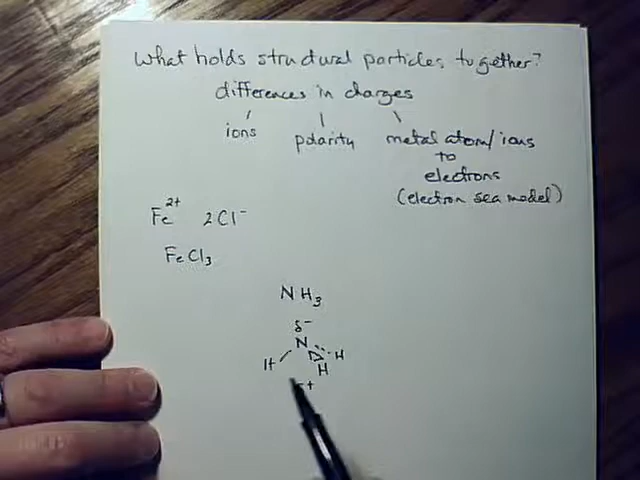 What holds structural particles together?
differences in charges
ions polarity metal atom/ions
to
electrons
(electron sea model)
Fe²⁺ 2Cl⁻
FeCl₃
NH₃
δ⁻
N
H H
H
+